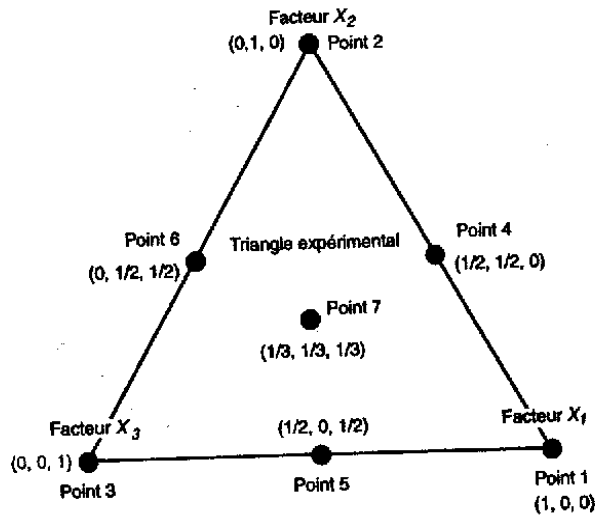 Facteur X2
(0,1, 0) Point 2
Point 6
(0, 1/2, 1/2)
Triangle expérimental
Point 4
(1/2, 1/2, 0)
Point 7
(1/3, 1/3, 1/3)
Facteur X3
(0, 0, 1)
Point 3
(1/2, 0, 1/2)
Point 5
Facteur X1
Point 1
(1, 0, 0)